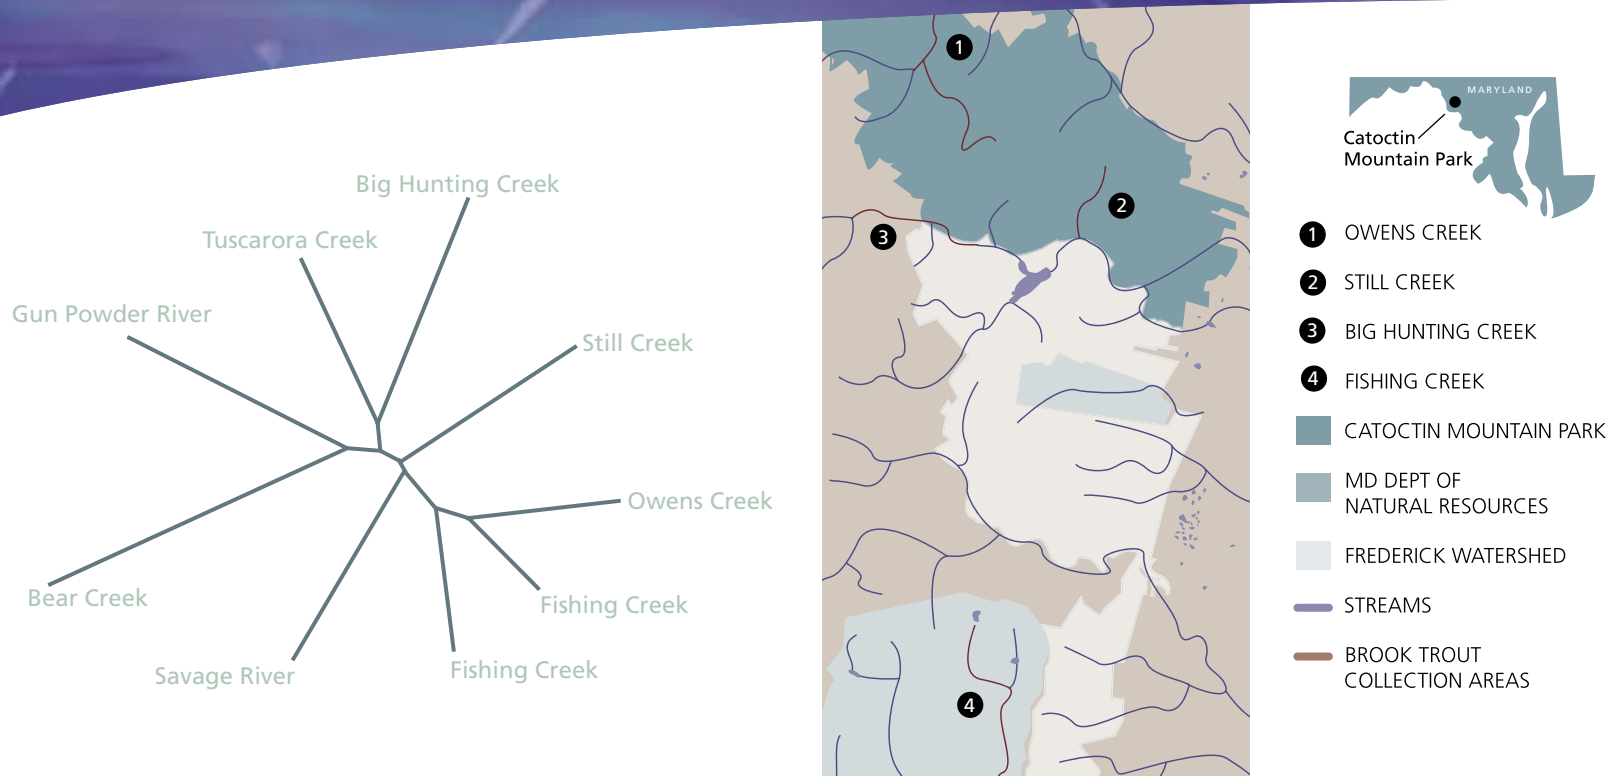 Big Hunting Creek
Tuscarora Creek
Gun Powder River
Still Creek
Owens Creek
Bear Creek
Fishing Creek
Savage River
Fishing Creek
1
2
3
4
MARYLAND
Catoctin
Mountain Park
1 OWENS CREEK
2 STILL CREEK
3 BIG HUNTING CREEK
4 FISHING CREEK
CATOCTIN MOUNTAIN PARK
MD DEPT OF
NATURAL RESOURCES
FREDERICK WATERSHED
STREAMS
BROOK TROUT
COLLECTION AREAS